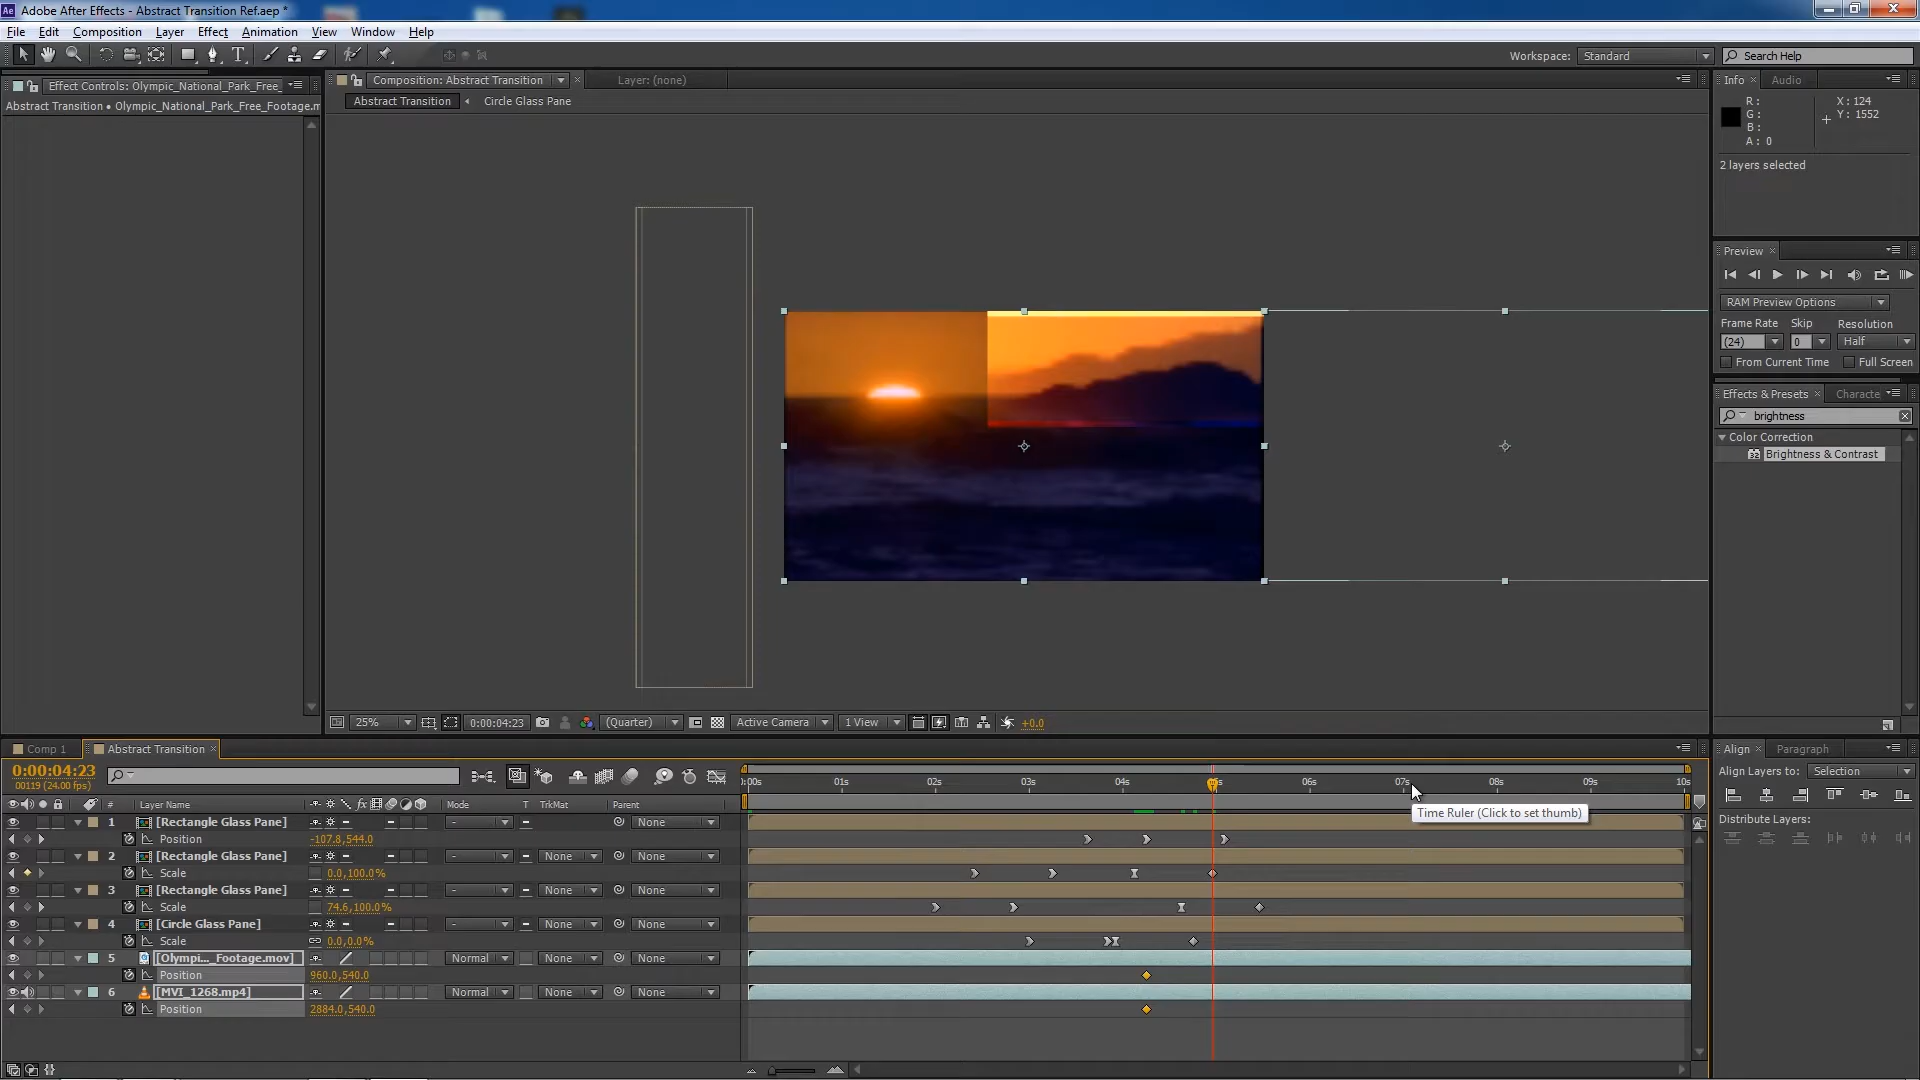 Ae Adobe After Effects - Abstract Transition Ref.aep *
File Edit Composition Layer Effect Animation View Window Help
Workspace: Standard Search Help
Effect Controls: Olympic_National_Park_Free_
Abstract Transition • Olympic_National_Park_Free_Footage.m
Composition: Abstract Transition
Layer: (none)
Abstract Transition Circle Glass Pane
Info Audio
R: X: 124
G: Y: 1552
B:
A: 0
2 layers selected
Preview
RAM Preview Options
Frame Rate Skip Resolution
(24) 0 Half
From Current Time Full Screen
Effects & Presets Characte
brightness
Color Correction
32 Brightness & Contrast
25% 0:00:04:23 (Quarter) Active Camera 1 View +0.0
Comp 1 Abstract Transition
0:00:04:23
00119 (24.00 fps)
# Layer Name fx Mode T TrkMat Parent
:00s 01s 02s 03s 04s 5s 06s 07s 08s 09s 10s
Time Ruler (Click to set thumb)
1 [Rectangle Glass Pane] - None
Position -107.8,544.0
2 [Rectangle Glass Pane] - None None
Scale 0.0,100.0%
3 [Rectangle Glass Pane] - None None
Scale 74.6,100.0%
4 [Circle Glass Pane] - None None
Scale 0.0,0.0%
5 [Olympi..._Footage.mov] Normal None None
Position 960.0,540.0
6 [MVI_1268.mp4] Normal None None
Position 2884.0,540.0
Align Paragraph
Align Layers to: Selection
Distribute Layers: